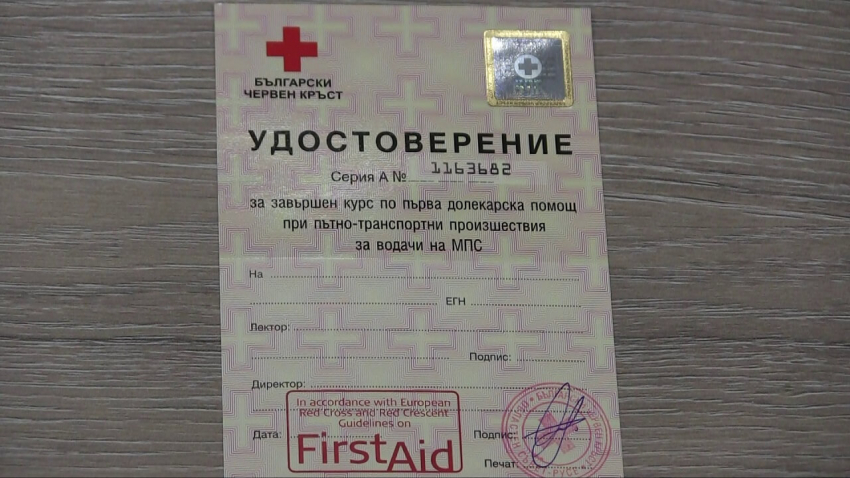 БЪЛГАРСКИ
ЧЕРВЕН КРЪСТ
УДОСТОВЕРЕНИЕ
Серия А № 1163682
за завършен курс по първа долекарска помощ
при пътно-транспортни произшествия
за водачи на МПС
На
ЕГН
Лектор:
Подпис:
Директор:
In accordance with European
Red Cross and Red Crescent
Guidelines on
First Aid
Дата:
Подпис:
Печат:
РУСЕ